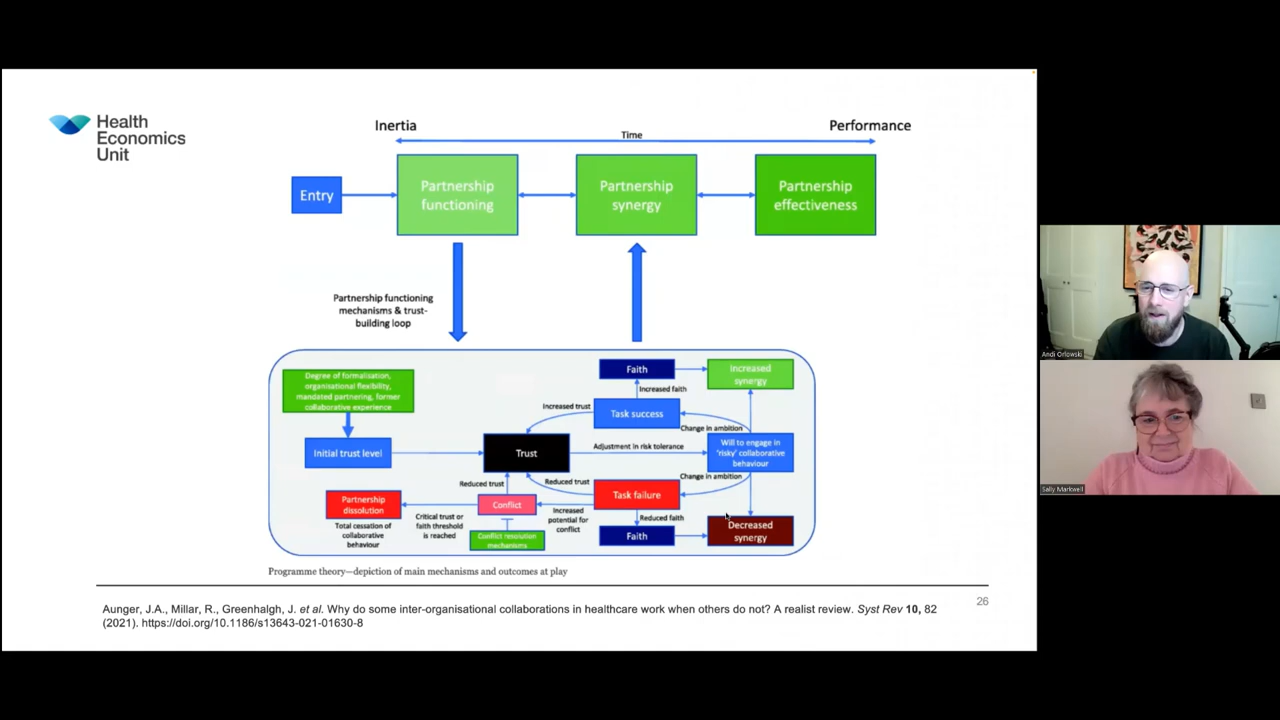 Health
Economics
Unit
Inertia
Time
Performance
Entry
Partnership
functioning
Partnership
synergy
Partnership
effectiveness
Partnership functioning
mechanisms & trust-
building loop
Degree of formalisation,
organisational flexibility,
mandated partnering, former
collaborative experience
Initial trust level
Trust
Faith
Increased
synergy
Increased faith
Increased trust
Task success
Change in ambition
Adjustment in risk tolerance
Will to engage in
'risky' collaborative
behaviour
Change in ambition
Reduced trust
Reduced trust
Task failure
Partnership
dissolution
Conflict
Total cessation of
collaborative
behaviour
Critical trust or
faith threshold
is reached
Increased
potential for
conflict
Reduced faith
Conflict resolution
mechanisms
Faith
Decreased
synergy
Programme theory—depiction of main mechanisms and outcomes at play
Aunger, J.A., Millar, R., Greenhalgh, J. et al. Why do some inter-organisational collaborations in healthcare work when others do not? A realist review. Syst Rev 10, 82
(2021). https://doi.org/10.1186/s13643-021-01630-8
26
Andi Orlowski
Sally Markwell